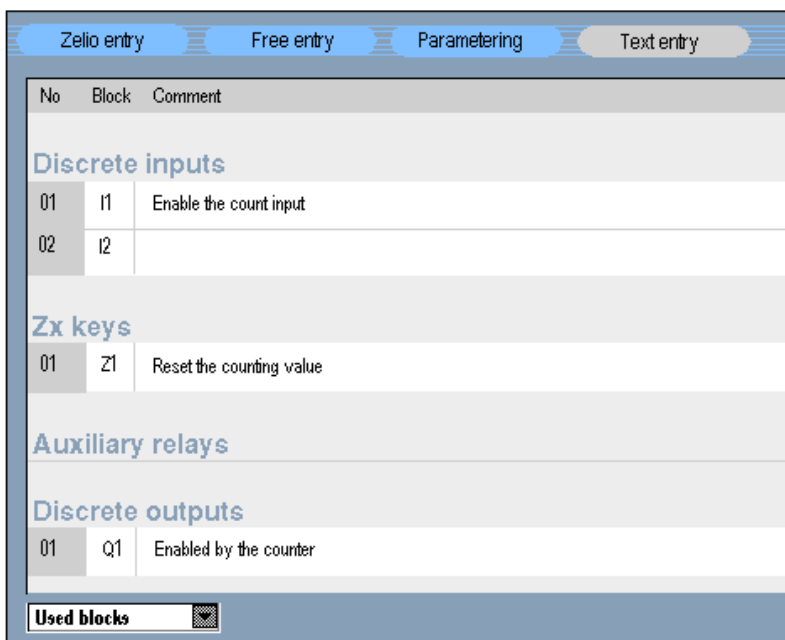 Zelio entry Free entry Parametering Text entry
No Block Comment
Discrete inputs
01 I1 Enable the count input
02 I2
Zx keys
01 Z1 Reset the counting value
Auxiliary relays
Discrete outputs
01 Q1 Enabled by the counter
Used blocks